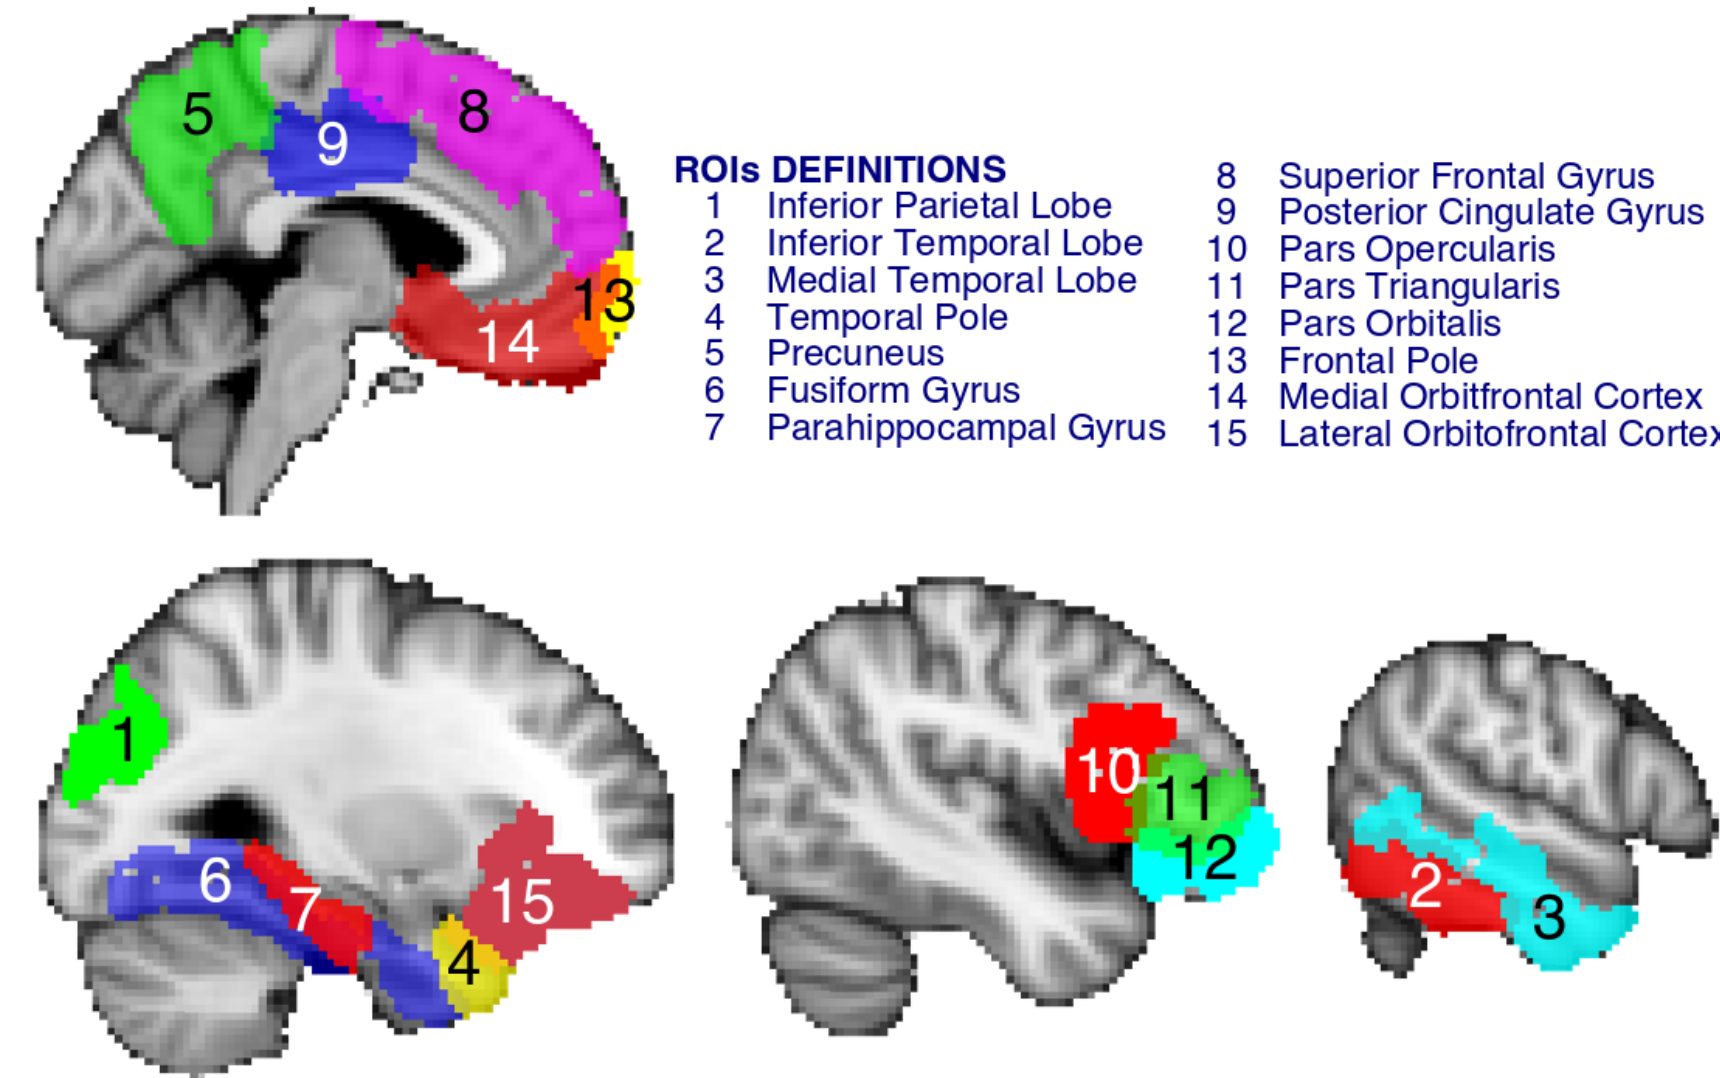 5
8
9
13
14
ROIs DEFINITIONS
1 Inferior Parietal Lobe
2 Inferior Temporal Lobe
3 Medial Temporal Lobe
4 Temporal Pole
5 Precuneus
6 Fusiform Gyrus
7 Parahippocampal Gyrus
8 Superior Frontal Gyrus
9 Posterior Cingulate Gyrus
10 Pars Opercularis
11 Pars Triangularis
12 Pars Orbitalis
13 Frontal Pole
14 Medial Orbitfrontal Cortex
15 Lateral Orbitofrontal Cortex
1
6
7
15
4
10
11
12
2
3